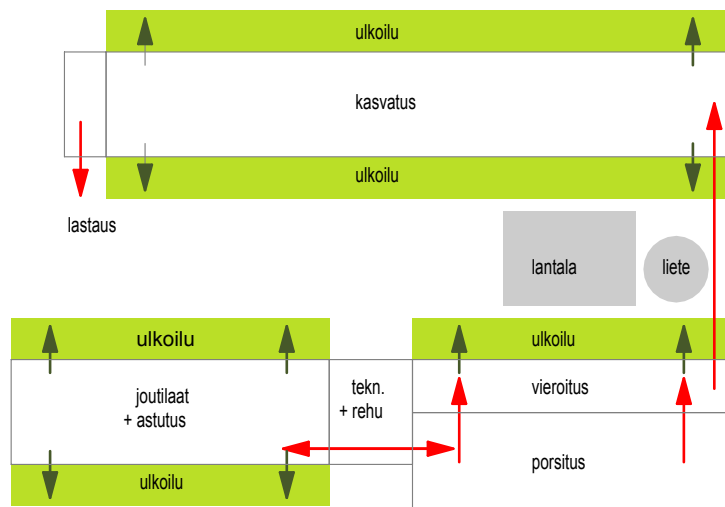 ulkoilu
kasvatus
ulkoilu
lastaus
lantala
liete
ulkoilu
ulkoilu
joutilaat
+ astutus
tekn.
+ rehu
vieroitus
porsitus
ulkoilu